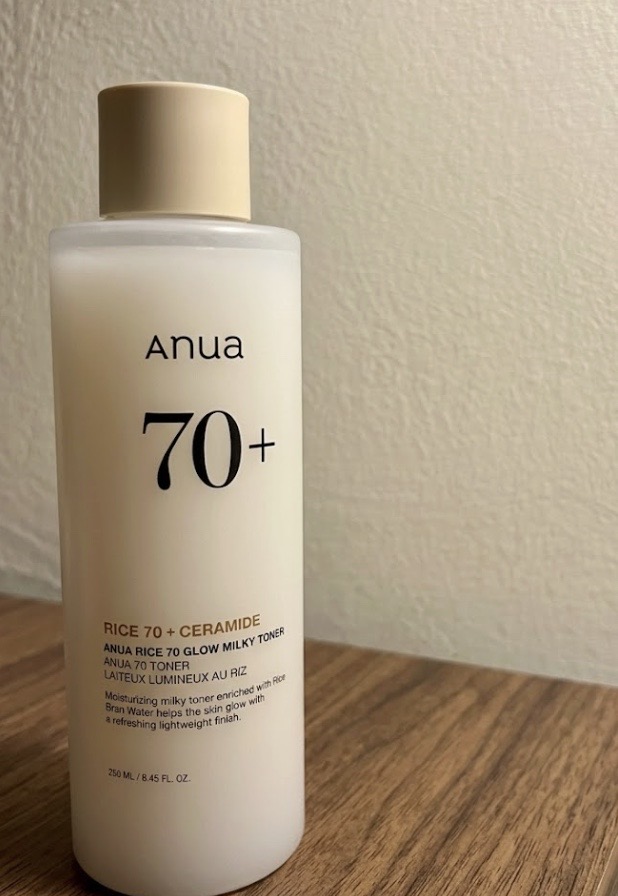 Anua
70+
RICE 70 + CERAMIDE
ANUA RICE 70 GLOW MILKY TONER
ANUA 70 TONER
LAITEUX LUMINEUX AU RIZ
Moisturizing milky toner enriched with Rice
Bran Water helps the skin glow with
a refreshing lightweight finiah.
250 ML / 8.45 FL. OZ.